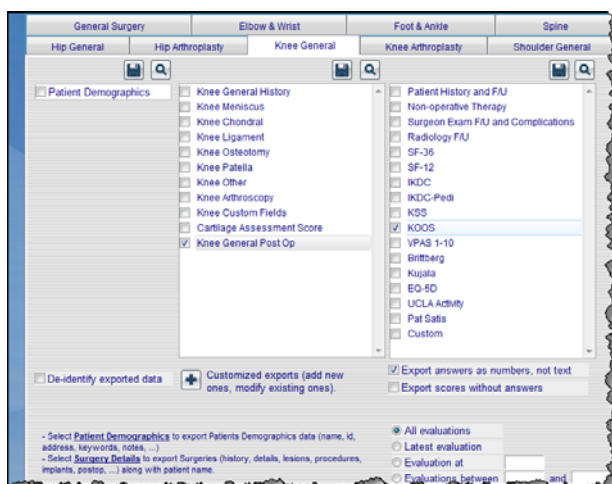 General Surgery
Elbow & Wrist
Foot & Ankle
Spine
Hip General
Hip Arthroplasty
Knee General
Knee Arthroplasty
Shoulder General
Patient Demographics
Knee General History
Knee Meniscus
Knee Chondral
Knee Ligament
Knee Osteotomy
Knee Patella
Knee Other
Knee Arthroscopy
Knee Custom Fields
Cartilage Assessment Score
Knee General Post Op
Patient History and F/U
Non-operative Therapy
Surgeon Exam F/U and Complications
Radiology F/U
SF-36
SF-12
IKDC
IKDC-Pedi
KSS
KOOS
VPAS 1-10
Brittberg
Kujala
EQ-5D
UCLA Activity
Pat Satis
Custom
De-identify exported data
Customized exports (add new
ones, modify existing ones).
Export answers as numbers, not text
Export scores without answers
- Select Patient Demographics to export Patients Demographics data (name, id,
address, keywords, notes, ...)
- Select Surgery Details to export Surgeries (history, details, lesions, procedures,
implants, postop, ...) along with patient name.
All evaluations
Latest evaluation
Evaluation at
Evaluations between and